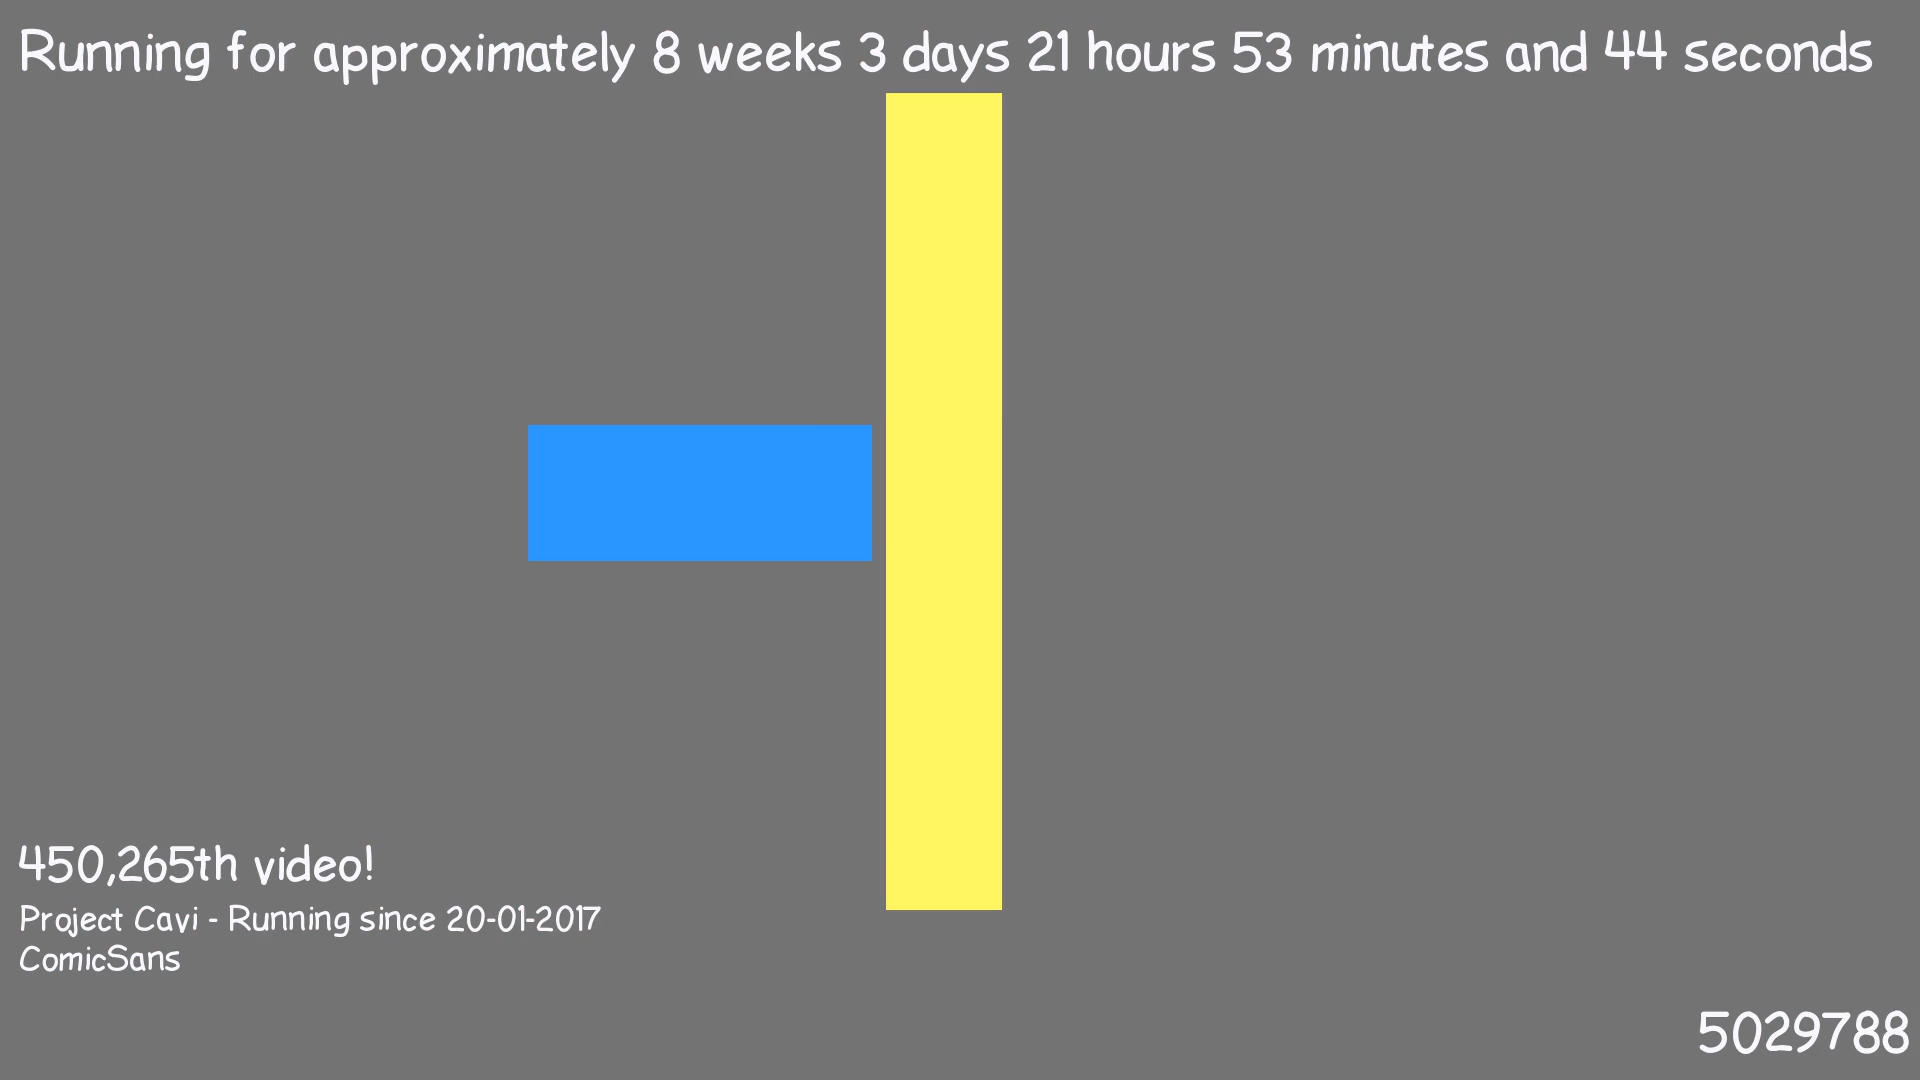 Running for approximately 8 weeks 3 days 21 hours 53 minutes and 44 seconds
450,265th video!
Project Cavi - Running since 20-01-2017
ComicSans
5029788